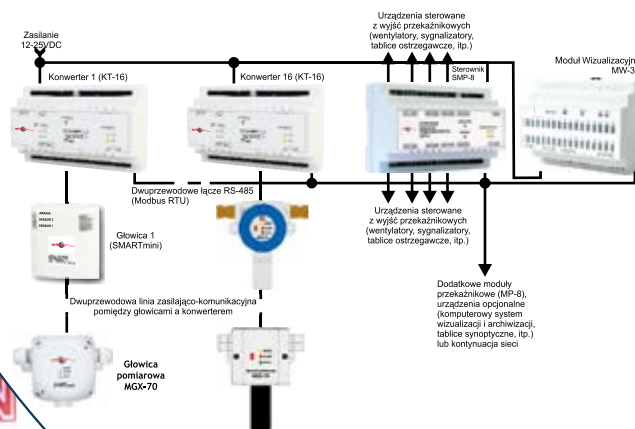 Zasilanie
12-25VDC
Konwerter 1 (KT-16)
Konwerter 16 (KT-16)
Urządzenia sterowane
z wyjść przekaźnikowych
(wentylatory, sygnalizatory,
tablice ostrzegawcze, itp.)
Sterownik
SMP-8
Moduł Wizualizacyjny
MW-3
Dwuprzewodowe łącze RS-485
(Modbus RTU)
Głowica 1
(SMARTmini)
Urządzenia sterowane
z wyjść przekaźnikowych
(wentylatory, sygnalizatory,
tablice ostrzegawcze, itp.)
Dwuprzewodowa linia zasilająco-komunikacyjna
pomiędzy głowicami a konwerterem
Dodatkowe moduły
przekaźnikowe (MP-8),
urządzenia opcjonalne
(komputerowy system
wizualizacji i archiwizacji,
tablice synoptyczne, itp.)
lub kontynuacja sieci
Głowica
pomiarowa
MGX-70